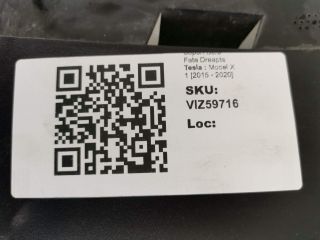 Fata Dreapta
Tesla : Model X
1 [2015 - 2020]
SKU:
VIZ59716
Loc: